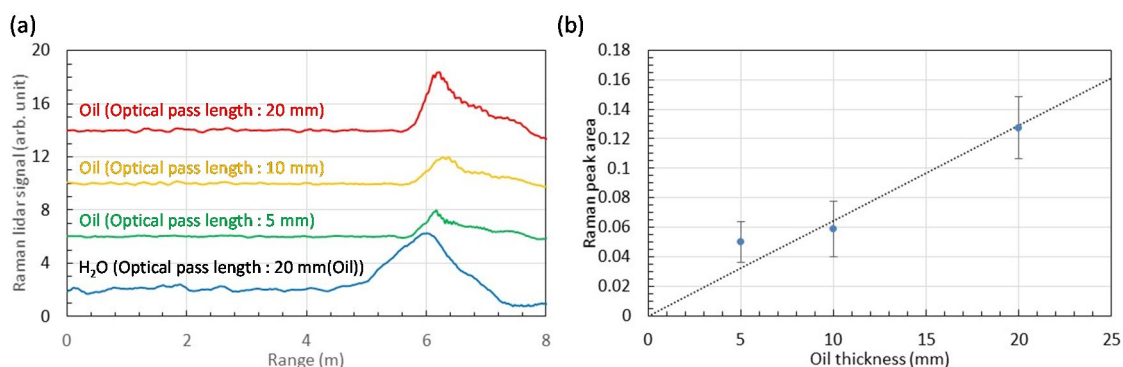 (a)
20
16
12
8
4
0
Raman lidar signal (arb. unit)
Oil (Optical pass length : 20 mm)
Oil (Optical pass length : 10 mm)
Oil (Optical pass length : 5 mm)
H₂O (Optical pass length : 20 mm(Oil))
0 2 4 6 8
Range (m)
(b)
0.18
0.16
0.14
0.12
0.1
0.08
0.06
0.04
0.02
0
Raman peak area
0 5 10 15 20 25
Oil thickness (mm)